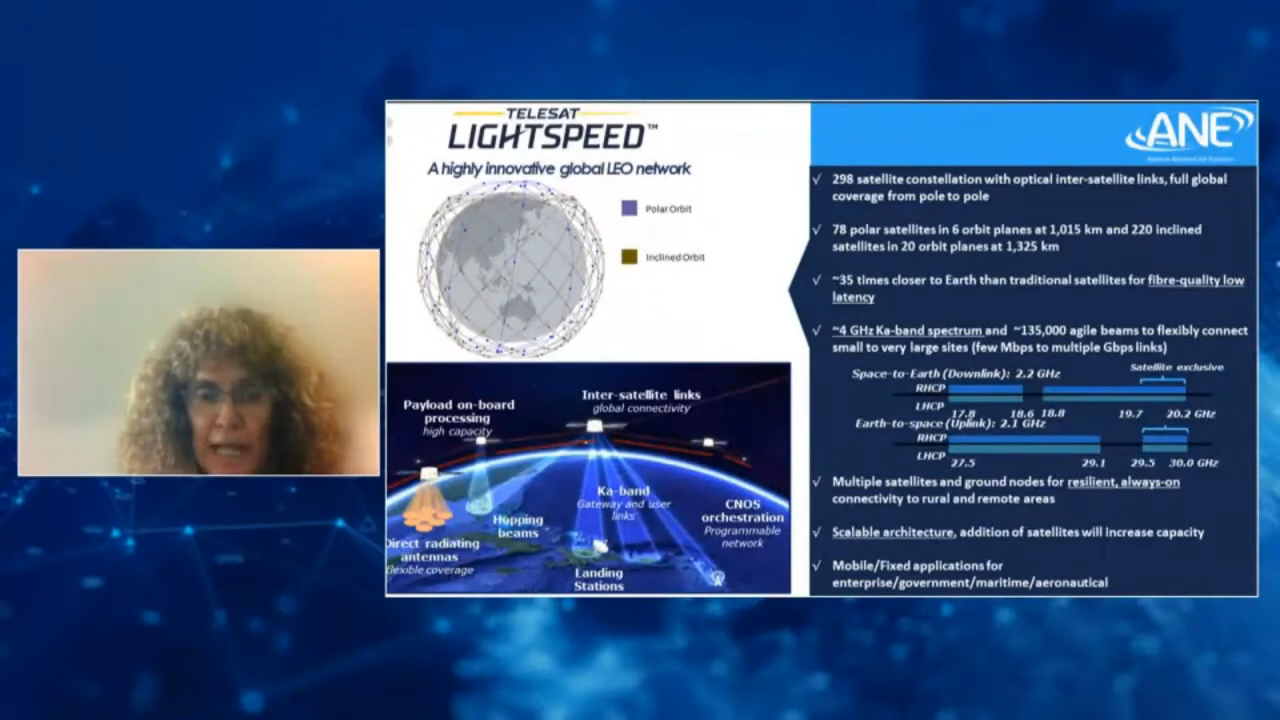 TELESAT
LIGHTSPEED™
A highly innovative global LEO network
Polar Orbit
Inclined Orbit
Payload on-board
processing
high capacity
Inter-satellite links
global connectivity
Ka-band
Gateway and user
links
CNOS
orchestration
Programmable
network
Hopping
beams
Direct radiating
antennas
flexible coverage
Landing
Stations
ANE
√ 298 satellite constellation with optical inter-satellite links, full global
coverage from pole to pole
√ 78 polar satellites in 6 orbit planes at 1,015 km and 220 inclined
satellites in 20 orbit planes at 1,325 km
√ ~35 times closer to Earth than traditional satellites for fibre-quality low
latency
√ ~4 GHz Ka-band spectrum and ~135,000 agile beams to flexibly connect
small to very large sites (few Mbps to multiple Gbps links)
Space-to-Earth (Downlink): 2.2 GHz
Satellite exclusive
RHCP
LHCP
17.8 18.6 18.8 19.7 20.2 GHz
Earth-to-space (Uplink): 2.1 GHz
RHCP
LHCP
27.5 29.1 29.5 30.0 GHz
√ Multiple satellites and ground nodes for resilient, always-on
connectivity to rural and remote areas
√ Scalable architecture, addition of satellites will increase capacity
√ Mobile/Fixed applications for
enterprise/government/maritime/aeronautical